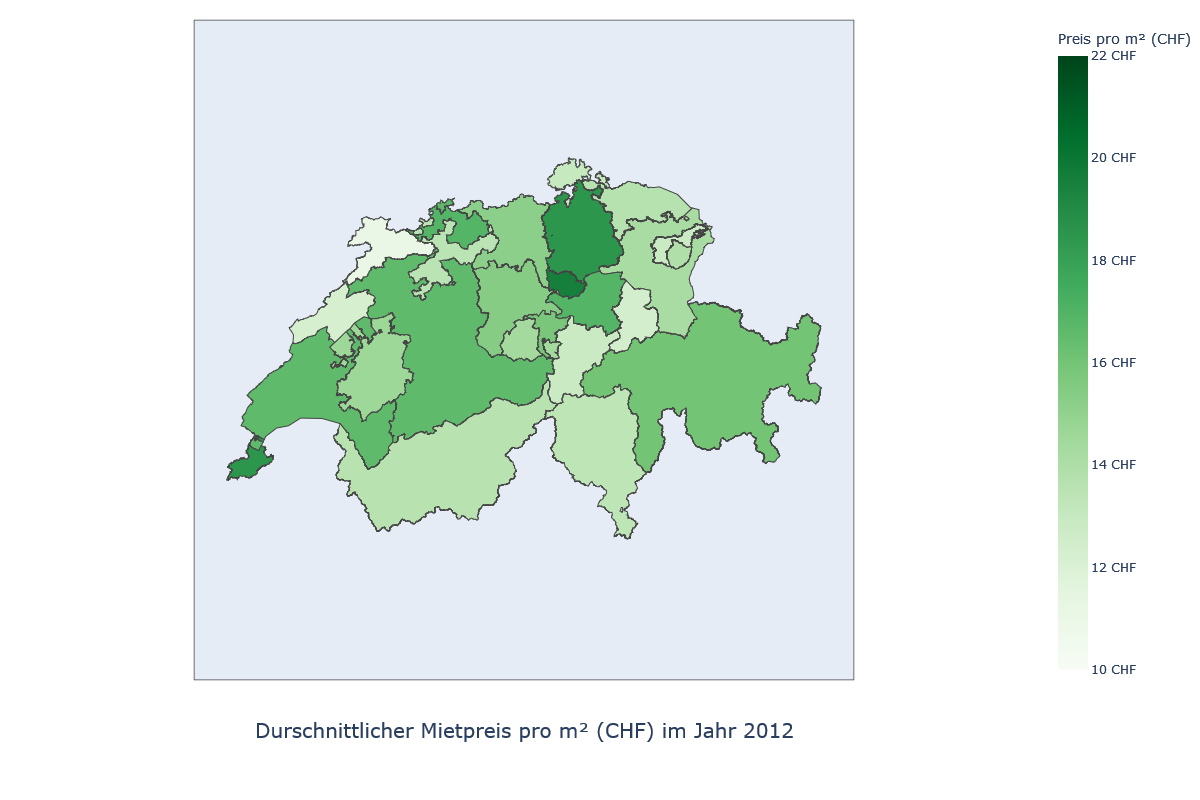 Preis pro m² (CHF)
22 CHF
20 CHF
18 CHF
16 CHF
14 CHF
12 CHF
10 CHF
Durschnittlicher Mietpreis pro m² (CHF) im Jahr 2012